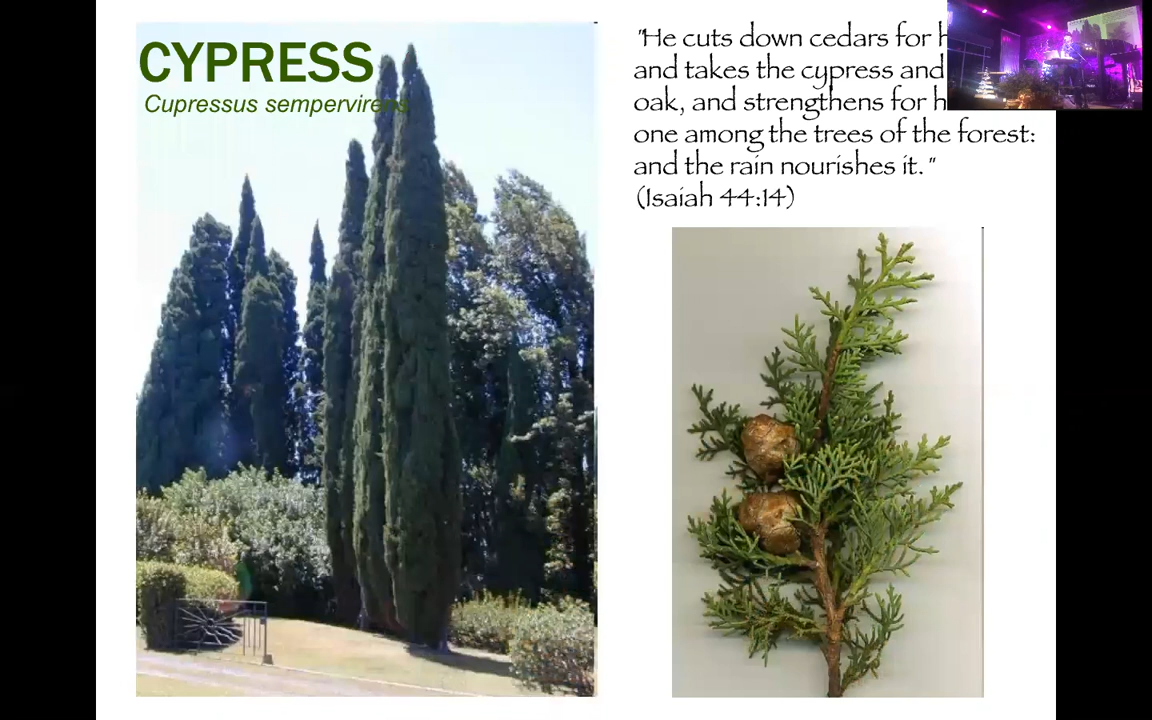 CYPRESS
Cupressus sempervirens
"He cuts down cedars for
and takes the cypress and
oak, and strengthens for
one among the trees of the forest:
and the rain nourishes it."
(Isaiah 44:14)